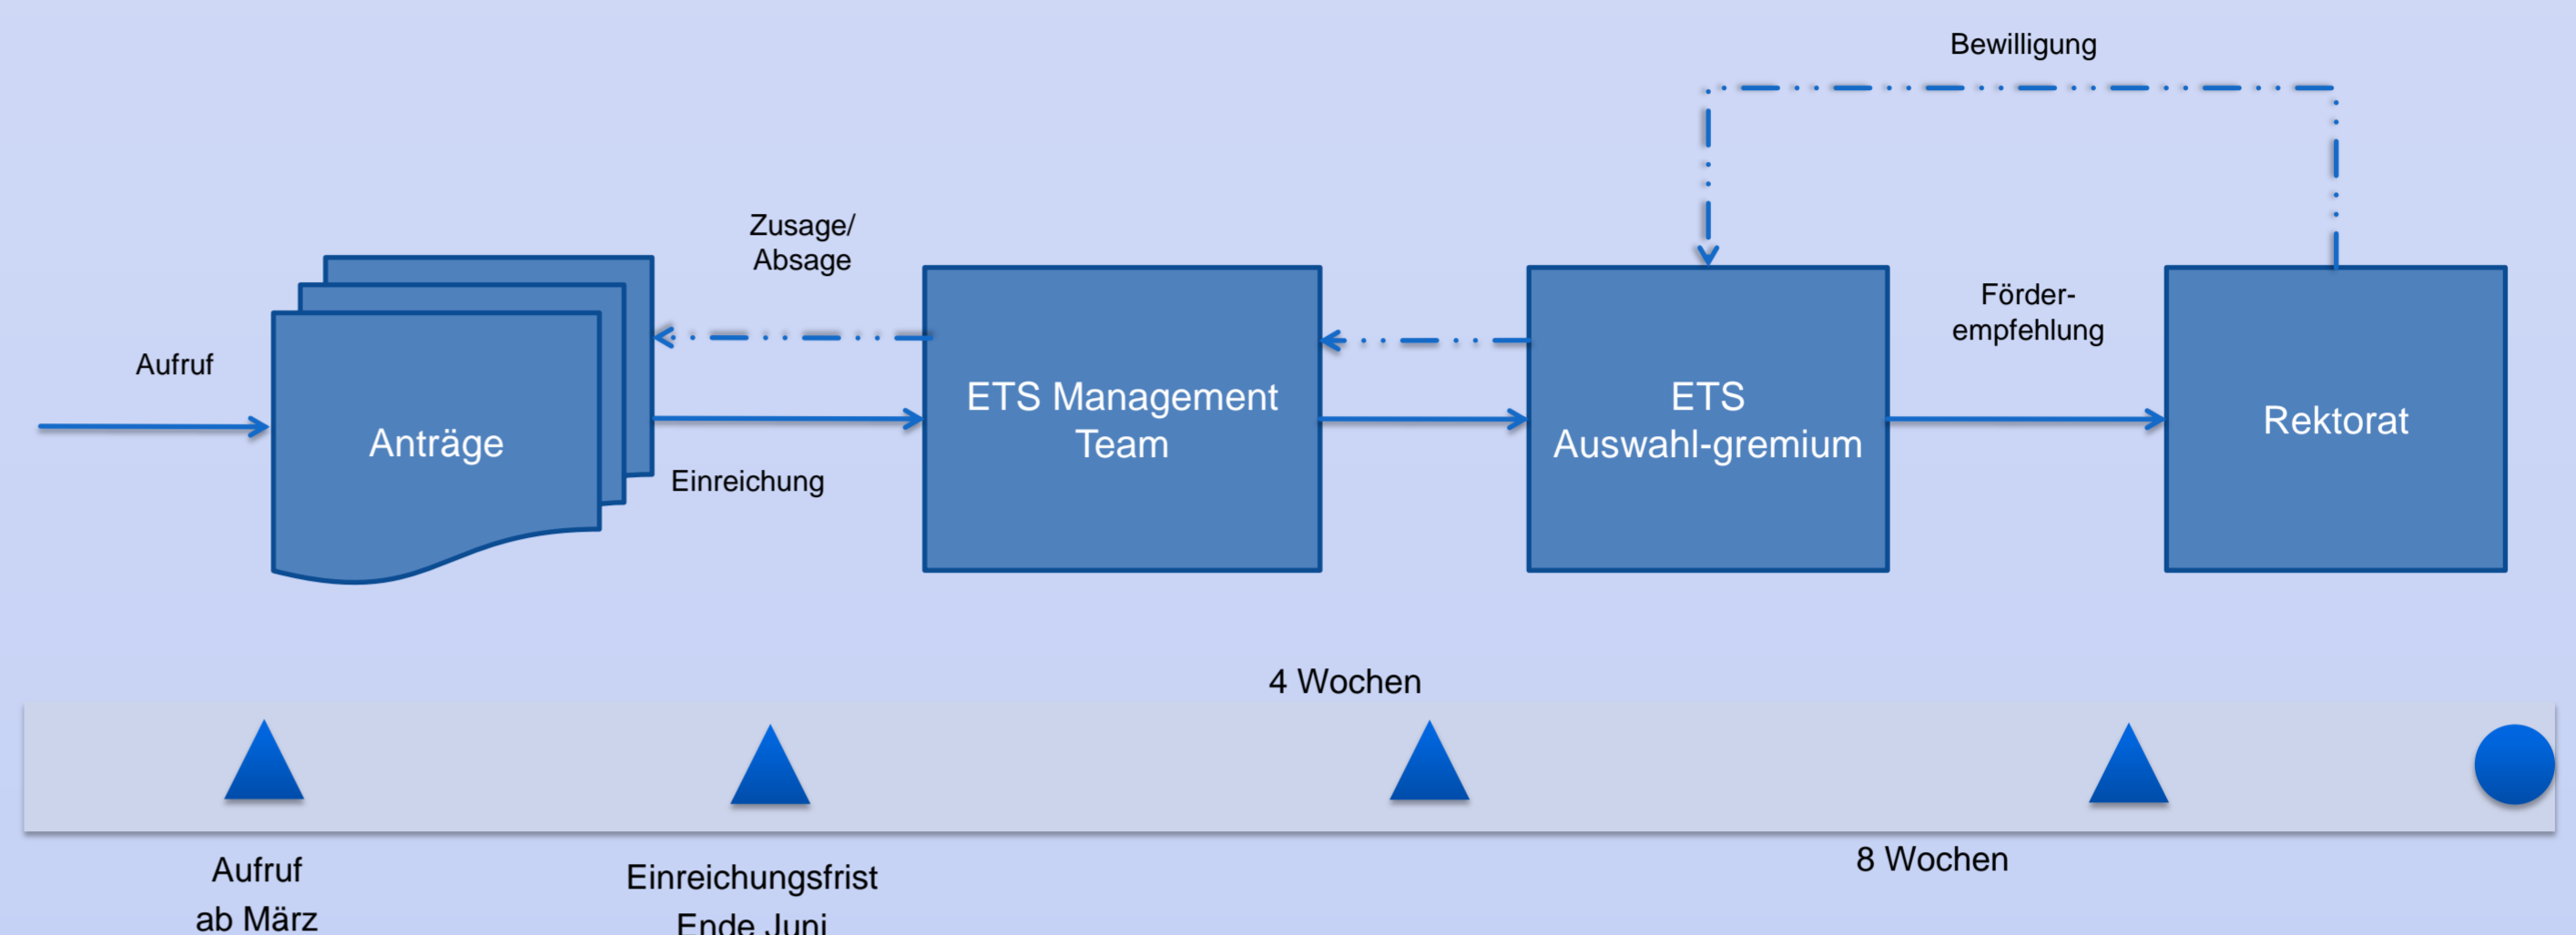 Bewilligung
Zusage/
Absage
Förder-
empfehlung
Aufruf
Anträge
Einreichung
ETS Management
Team
ETS
Auswahl-gremium
Rektorat
4 Wochen
8 Wochen
Aufruf
ab März
Einreichungsfrist
Ende Juni